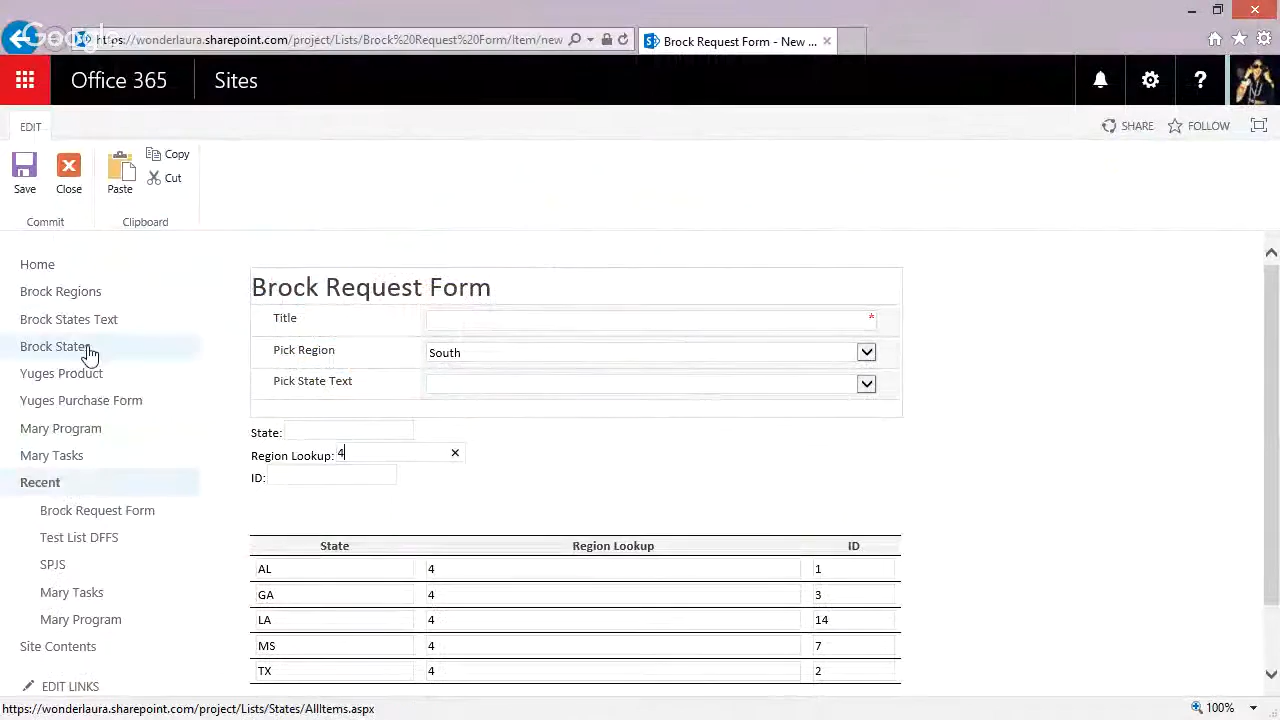 Google
https://wonderlaura.sharepoint.com/project/Lists/Brock%20Request%20Form/Item/new
Brock Request Form - New ...
Office 365
Sites
EDIT
SHARE
FOLLOW
Save
Close
Paste
Copy
Cut
Commit
Clipboard
Home
Brock Regions
Brock States Text
Brock States
Yuges Product
Yuges Purchase Form
Mary Program
Mary Tasks
Recent
Brock Request Form
Test List DFFS
SPJS
Mary Tasks
Mary Program
Site Contents
EDIT LINKS
Brock Request Form
Title *
Pick Region South
Pick State Text
State:
Region Lookup: 4
ID:
State Region Lookup ID
AL 4 1
GA 4 3
LA 4 14
MS 4 7
TX 4 2
https://wonderlaura.sharepoint.com/project/Lists/States/AllItems.aspx
100%